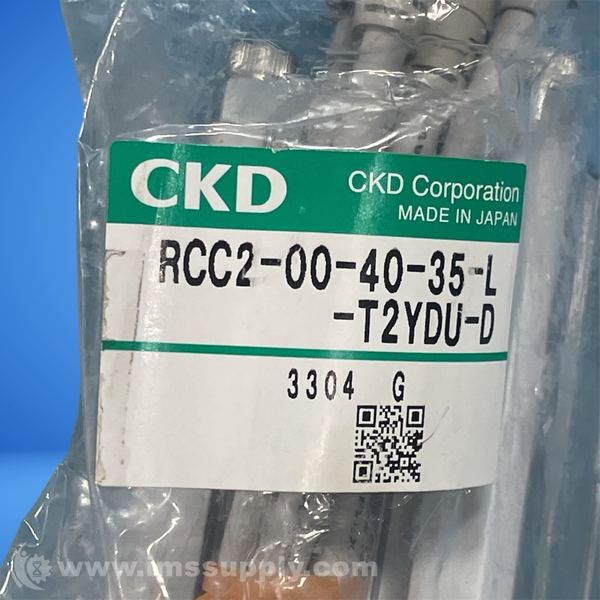 CKD
CKD Corporation
MADE IN JAPAN
RCC2-00-40-35-L
-T2YDU-D
3304 G
www.imssupply.com